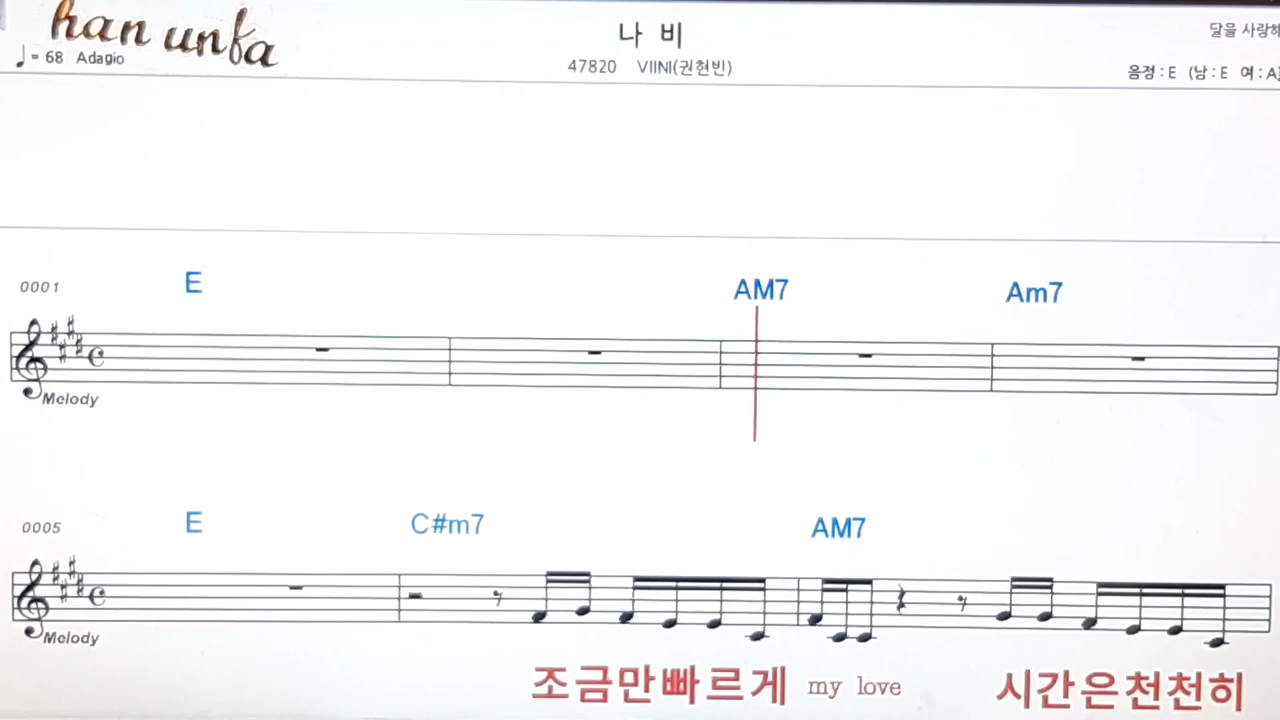 han unfa
나 비
달을 사랑해
♩= 68 Adagio
47820 VIINI(권현빈)
음정 : E (남 : E 여 : A
0001
E AM7 Am7
Melody
0005
E C#m7 AM7
Melody
조금만빠르게 my love 시간은천천히